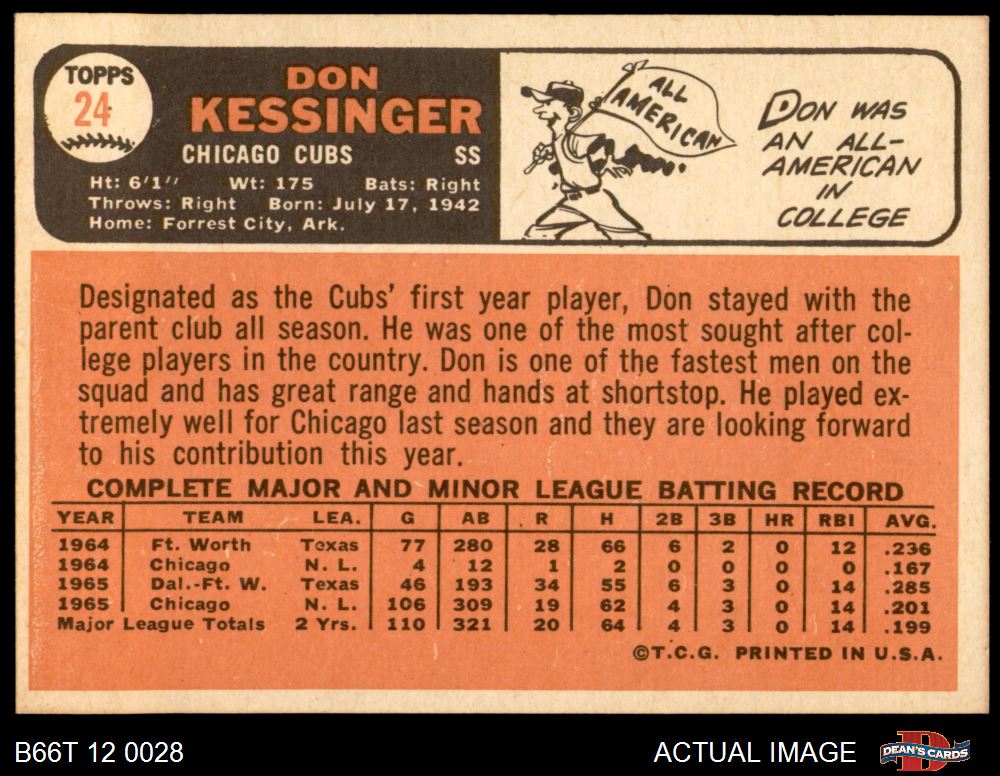 TOPPS
24
DON
KESSINGER
CHICAGO CUBS SS
Ht: 6'1" Wt: 175 Bats: Right
Throws: Right Born: July 17, 1942
Home: Forrest City, Ark.
ALL
AMERICAN
DON WAS
AN ALL-
AMERICAN
IN
COLLEGE
Designated as the Cubs' first year player, Don stayed with the
parent club all season. He was one of the most sought after col-
lege players in the country. Don is one of the fastest men on the
squad and has great range and hands at shortstop. He played ex-
tremely well for Chicago last season and they are looking forward
to his contribution this year.
COMPLETE MAJOR AND MINOR LEAGUE BATTING RECORD
YEAR TEAM LEA. G AB R H 2B 3B HR RBI AVG.
1964 Ft. Worth Texas 77 280 28 66 6 2 0 12 .236
1964 Chicago N. L. 4 12 1 2 0 0 0 0 .167
1965 Dal.-Ft. W. Texas 46 193 34 55 6 3 0 14 .285
1965 Chicago N. L. 106 309 19 62 4 3 0 14 .201
Major League Totals 2 Yrs. 110 321 20 64 4 3 0 14 .199
©T.C.G. PRINTED IN U.S.A.
B66T 12 0028 ACTUAL IMAGE DEAN'S CARDS